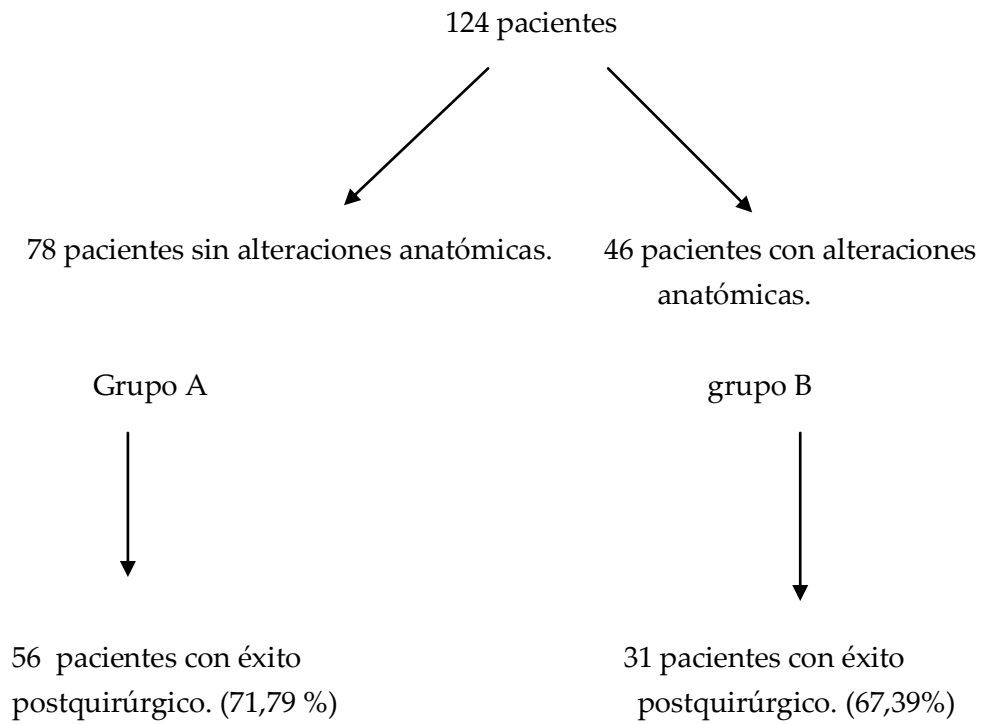 124 pacientes
78 pacientes sin alteraciones anatómicas.
46 pacientes con alteraciones
anatómicas.
Grupo A
grupo B
56 pacientes con éxito
postquirúrgico. (71,79 %)
31 pacientes con éxito
postquirúrgico. (67,39%)